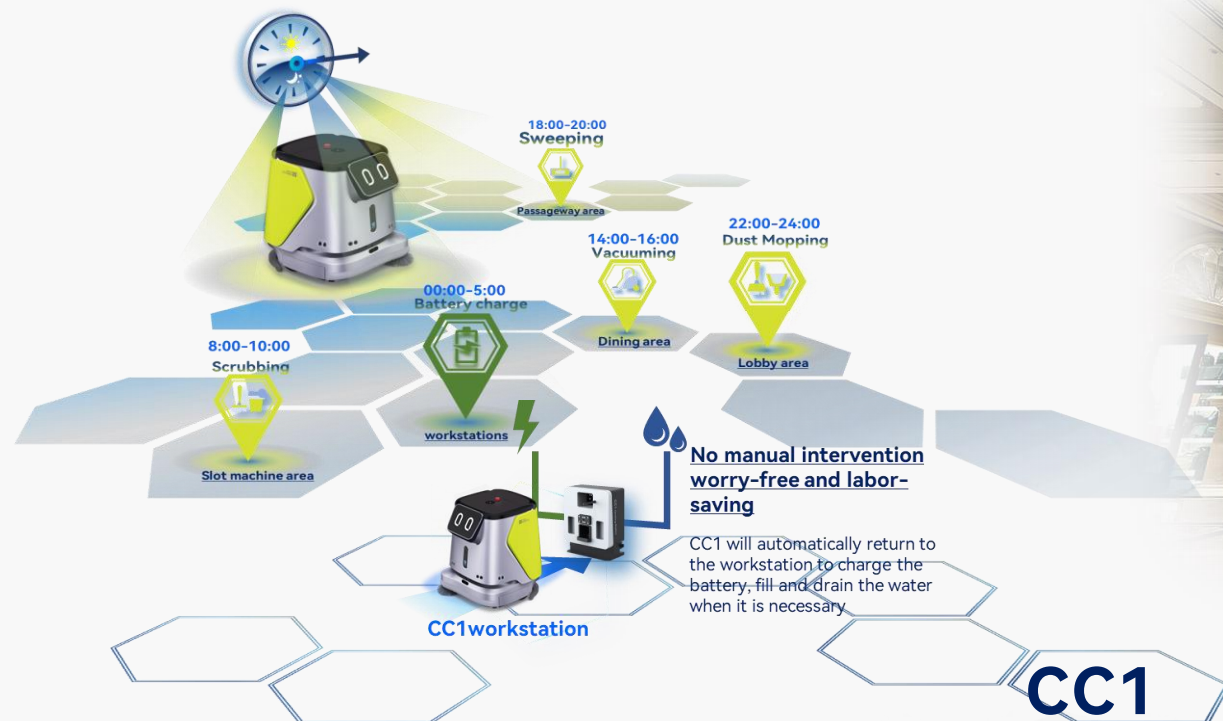 18:00-20:00
Sweeping
Passageway area
22:00-24:00
Dust Mopping
14:00-16:00
Vacuuming
Dining area
Lobby area
00:00-5:00
Battery charge
workstations
8:00-10:00
Scrubbing
Slot machine area
No manual intervention
worry-free and labor-
saving
CC1 will automatically return to
the workstation to charge the
battery, fill and drain the water
when it is necessary
CC1workstation
CC1